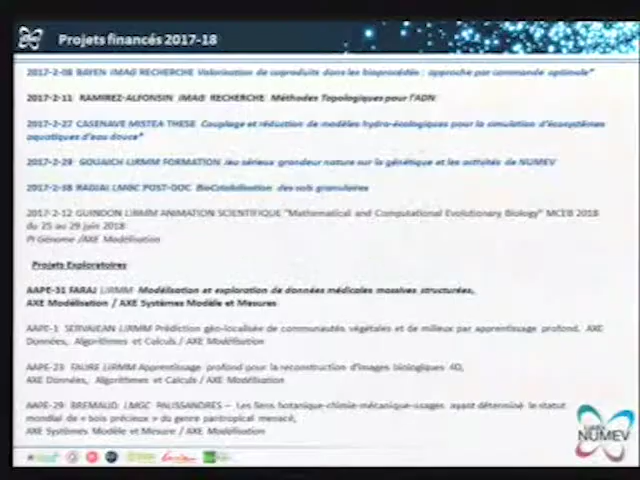 Projets financés 2017-18
2017-2-08 BAYEN IMAG RECHERCHE Valorisation de coproduits dans les bioprocédés : approche par commande optimale"
2017-2-11 RAMIREZ-ALFONSIN IMAG RECHERCHE Méthodes Topologiques pour l'ADN
2017-2-27 CASENAVE MISTEA THESE Couplage et réduction de modèles hydro-écologiques pour la simulation d'écosystèmes
aquatiques d'eau douce"
2017-2-29 GOUAICH LIRMM FORMATION Jeu sérieux grandeur nature sur la génétique et les activités de NUMEV
2017-2-38 RADJAI LMGC POST-DOC BioCstabilisation des sols granulaires
2017-2-12 GUINDON LIRMM ANIMATION SCIENTIFIQUE "Mathematical and Computational Evolutionary Biology" MCEB 2018
du 25 au 29 juin 2018
PI Génome /AXE Modélisation
Projets Exploratoires
AAPE-31 FARAJ LIRMM Modélisation et exploration de données médicales massives structurées,
AXE Modélisation / AXE Systèmes Modèle et Mesures
AAPE-1 SERVAJEAN LIRMM Prédiction géo-localisée de communautés végétales et de milieux par apprentissage profond. AXE
Données, Algorithmes et Calculs / AXE Modélisation
AAPE-23 FAURE LIRMM Apprentissage profond pour la reconstruction d'images biologiques 4D,
AXE Données, Algorithmes et Calculs / AXE Modélisation
AAPE-29 BREMAUD LMGC PALISSANDRES – Les liens botanique-chimie-mécanique-usages ayant déterminé le statut
mondial de « bois précieux » du genre pantropical menacé,
AXE Systèmes Modèle et Mesure / AXE Modélisation
NUMEV